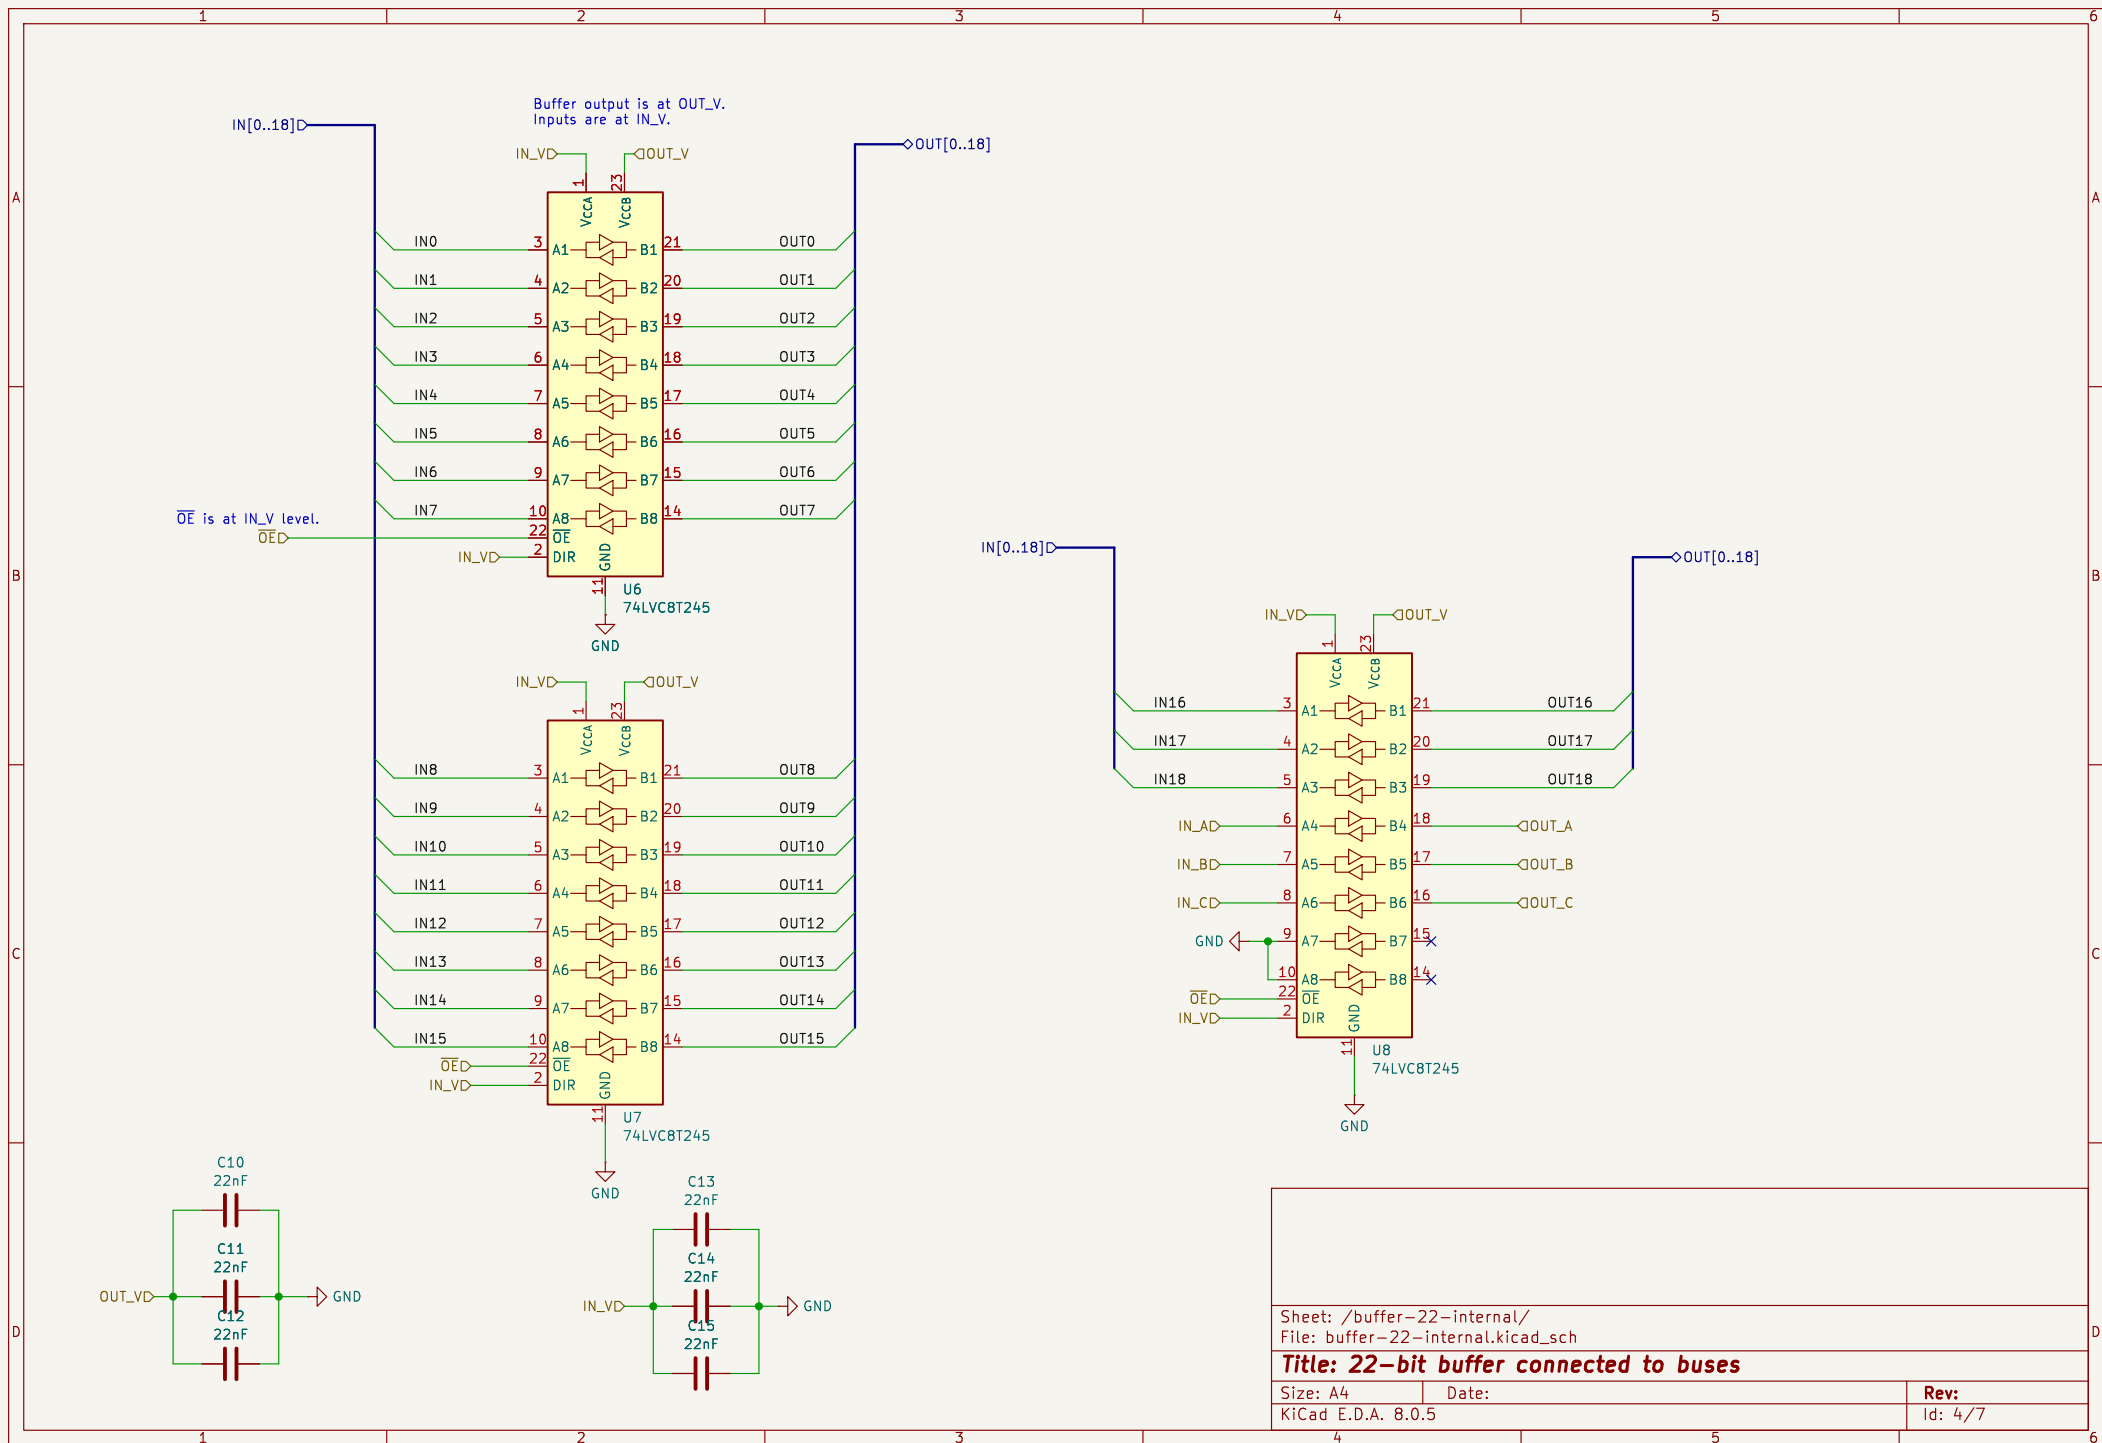 1 2 3 4 5 6
Buffer output is at OUT_V.
Inputs are at IN_V.
IN[0..18]
OUT[0..18]
IN_V OUT_V
A A
1 23
VCCA VCCB
IN0 3 A1 B1 21 OUT0
IN1 4 A2 B2 20 OUT1
IN2 5 A3 B3 19 OUT2
IN3 6 A4 B4 18 OUT3
IN4 7 A5 B5 17 OUT4
IN5 8 A6 B6 16 OUT5
IN6 9 A7 B7 15 OUT6
IN7 10 A8 B8 14 OUT7
OE is at IN_V level.
OE 22 OE
IN_V 2 DIR
GND
11
U6
74LVC8T245
GND
B B
IN_V OUT_V
1 23
VCCA VCCB
IN8 3 A1 B1 21 OUT8
IN9 4 A2 B2 20 OUT9
IN10 5 A3 B3 19 OUT10
IN11 6 A4 B4 18 OUT11
IN12 7 A5 B5 17 OUT12
IN13 8 A6 B6 16 OUT13
IN14 9 A7 B7 15 OUT14
IN15 10 A8 B8 14 OUT15
OE 22 OE
IN_V 2 DIR
GND
11
U7
74LVC8T245
GND
IN[0..18]
OUT[0..18]
IN_V OUT_V
1 23
VCCA VCCB
IN16 3 A1 B1 21 OUT16
IN17 4 A2 B2 20 OUT17
IN18 5 A3 B3 19 OUT18
IN_A 6 A4 B4 18 OUT_A
IN_B 7 A5 B5 17 OUT_B
IN_C 8 A6 B6 16 OUT_C
GND 9 A7 B7 15
10 A8 B8 14
OE 22 OE
IN_V 2 DIR
GND
11
U8
74LVC8T245
GND
C C
C10
22nF
C11
22nF
OUT_V GND
C12
22nF
C13
22nF
C14
22nF
IN_V GND
C15
22nF
D D
Sheet: /buffer-22-internal/
File: buffer-22-internal.kicad_sch
Title: 22-bit buffer connected to buses
Size: A4 Date: Rev:
KiCad E.D.A. 8.0.5 Id: 4/7
1 2 3 4 5 6